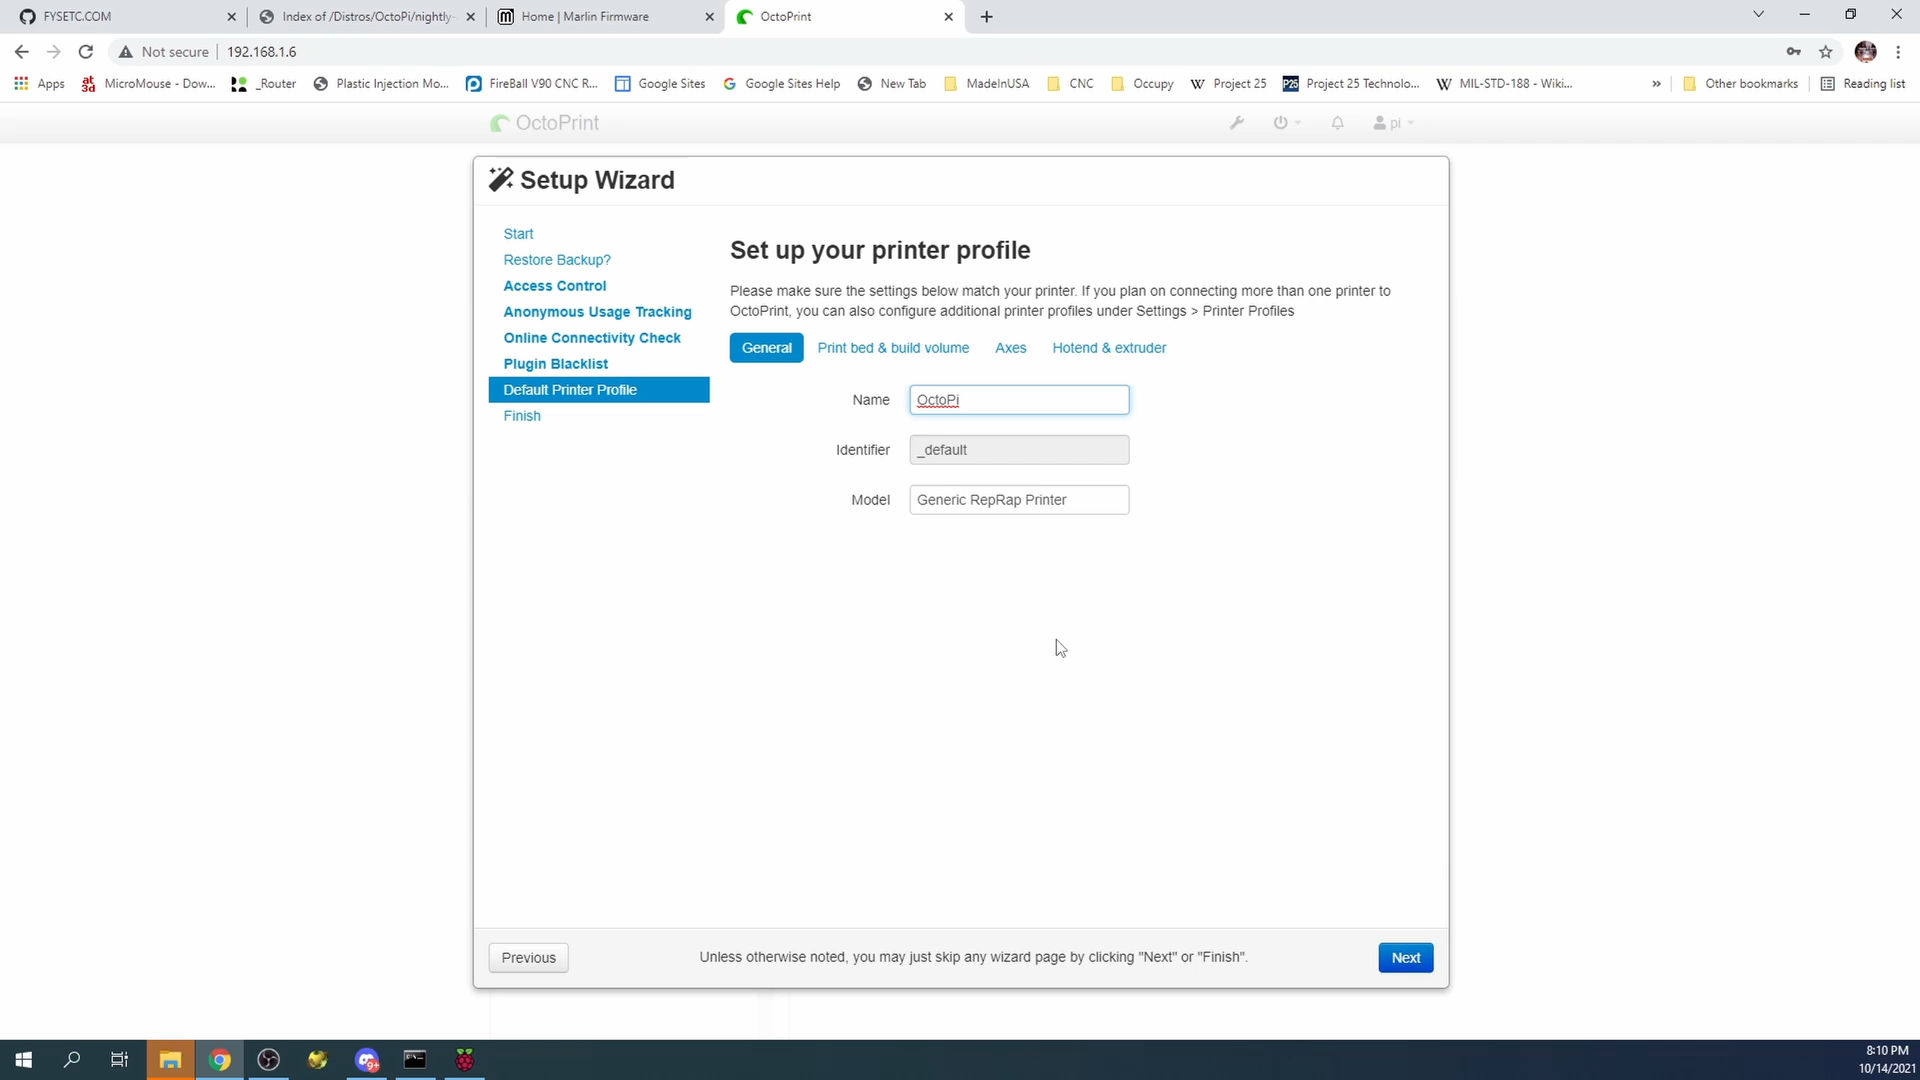 FYSETC.COM
Index of /Distros/OctoPi/nightly-
Home | Marlin Firmware
OctoPrint
Not secure
192.168.1.6
Apps
MicroMouse - Dow...
_Router
Plastic Injection Mo...
FireBall V90 CNC R...
Google Sites
Google Sites Help
New Tab
MadeinUSA
CNC
Occupy
Project 25
Project 25 Technolo...
MIL-STD-188 - Wiki...
»
Other bookmarks
Reading list
OctoPrint
pi
Setup Wizard
Start
Restore Backup?
Access Control
Anonymous Usage Tracking
Online Connectivity Check
Plugin Blacklist
Default Printer Profile
Finish
Set up your printer profile
Please make sure the settings below match your printer. If you plan on connecting more than one printer to
OctoPrint, you can also configure additional printer profiles under Settings > Printer Profiles
General
Print bed & build volume
Axes
Hotend & extruder
Name
OctoPi
Identifier
_default
Model
Generic RepRap Printer
Previous
Unless otherwise noted, you may just skip any wizard page by clicking "Next" or "Finish".
Next
9+
8:10 PM
10/14/2021